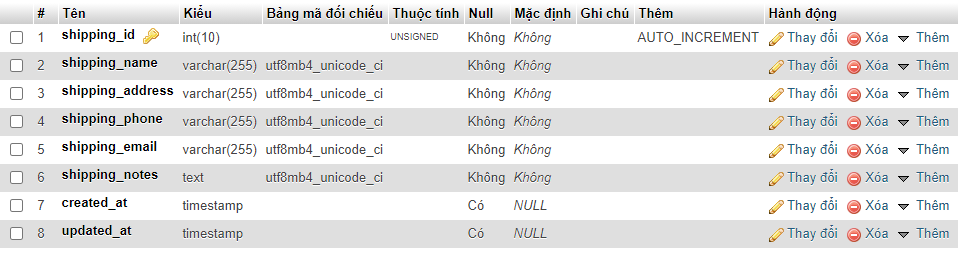 # Tên Kiểu Bảng mã đối chiếu Thuộc tính Null Mặc định Ghi chú Thêm Hành động
1 shipping_id int(10) UNSIGNED Không Không AUTO_INCREMENT Thay đổi Xóa Thêm
2 shipping_name varchar(255) utf8mb4_unicode_ci Không Không Thay đổi Xóa Thêm
3 shipping_address varchar(255) utf8mb4_unicode_ci Không Không Thay đổi Xóa Thêm
4 shipping_phone varchar(255) utf8mb4_unicode_ci Không Không Thay đổi Xóa Thêm
5 shipping_email varchar(255) utf8mb4_unicode_ci Không Không Thay đổi Xóa Thêm
6 shipping_notes text utf8mb4_unicode_ci Không Không Thay đổi Xóa Thêm
7 created_at timestamp Có NULL Thay đổi Xóa Thêm
8 updated_at timestamp Có NULL Thay đổi Xóa Thêm